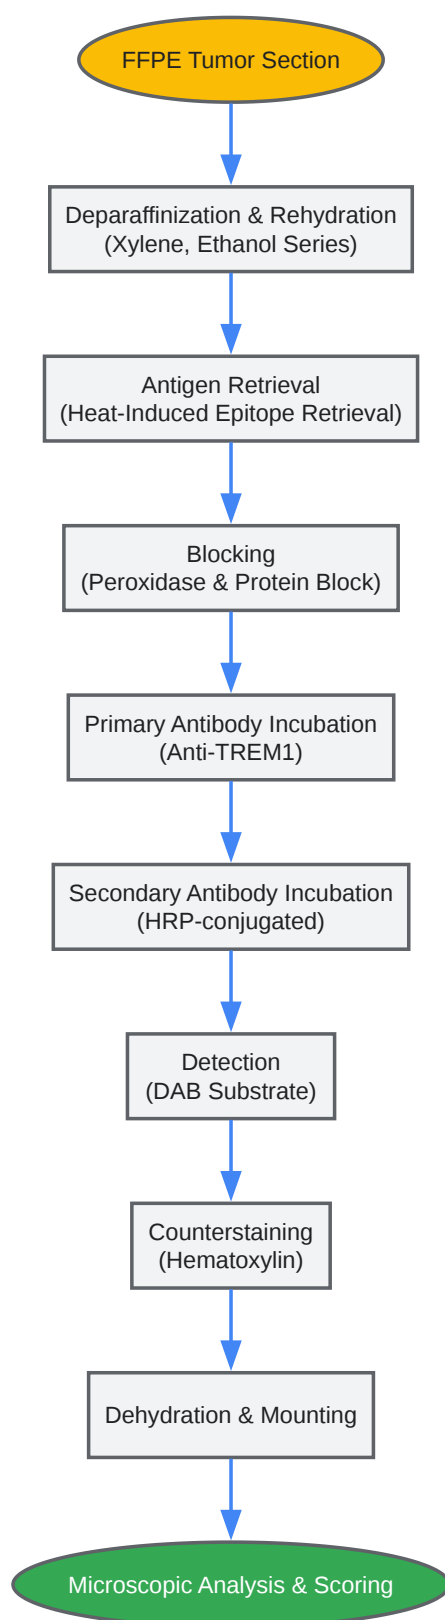 FFPE Tumor Section
Deparaffinization & Rehydration
(Xylene, Ethanol Series)
Antigen Retrieval
(Heat-Induced Epitope Retrieval)
Blocking
(Peroxidase & Protein Block)
Primary Antibody Incubation
(Anti-TREM1)
Secondary Antibody Incubation
(HRP-conjugated)
Detection
(DAB Substrate)
Counterstaining
(Hematoxylin)
Dehydration & Mounting
Microscopic Analysis & Scoring